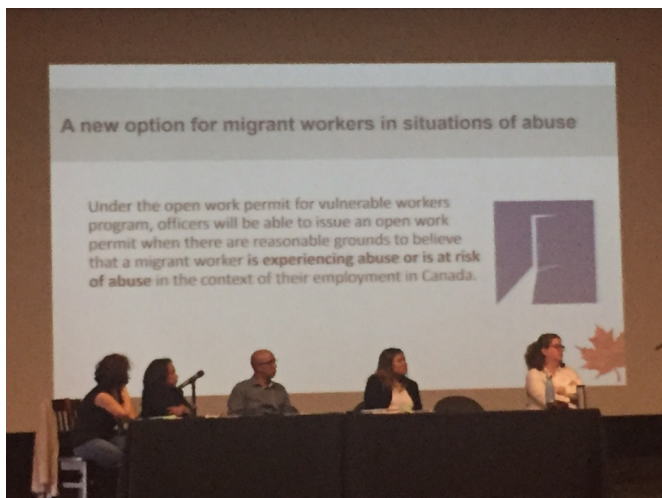 A new option for migrant workers in situations of abuse
Under the open work permit for vulnerable workers
program, officers will be able to issue an open work
permit when there are reasonable grounds to believe
that a migrant worker is experiencing abuse or is at risk
of abuse in the context of their employment in Canada.